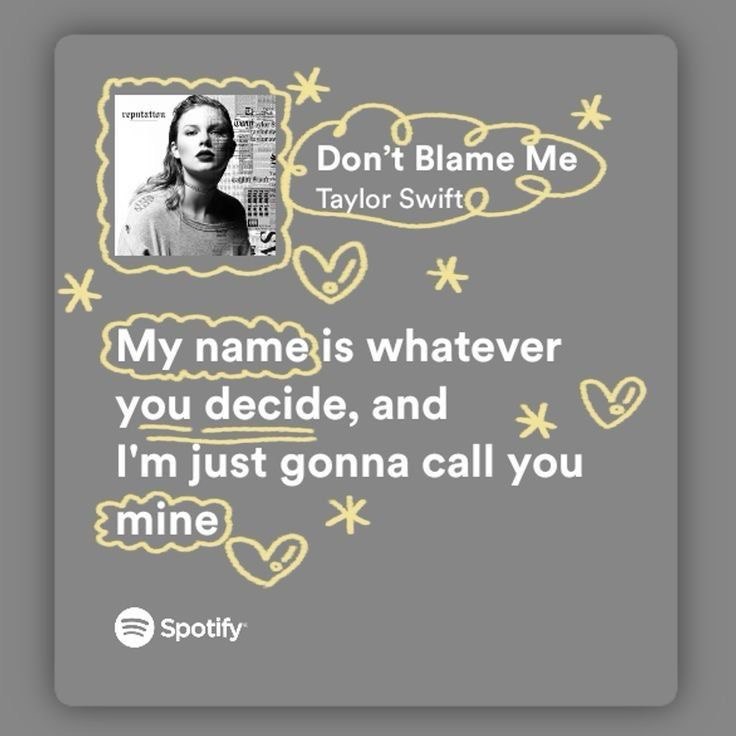 reputation
Don't Blame Me
Taylor Swift
My name is whatever
you decide, and
I'm just gonna call you
mine
Spotify